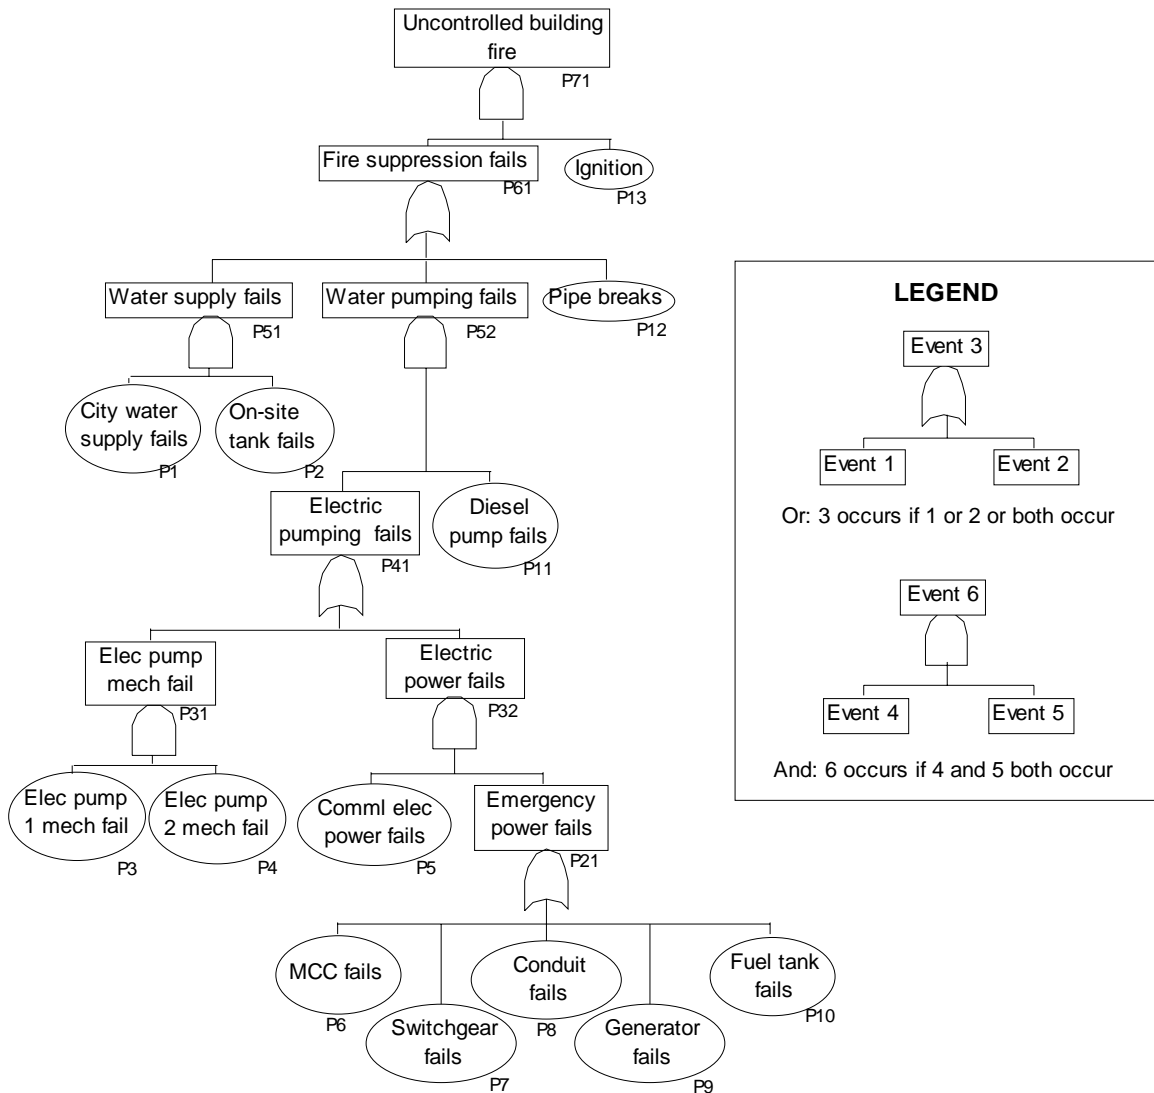 Uncontrolled building
fire
P71
Fire suppression fails
P61
Ignition
P13
Water supply fails
P51
Water pumping fails
P52
Pipe breaks
P12
City water
supply fails
P1
On-site
tank fails
P2
Electric
pumping fails
P41
Diesel
pump fails
P11
Elec pump
mech fail
P31
Electric
power fails
P32
Elec pump
1 mech fail
P3
Elec pump
2 mech fail
P4
Comml elec
power fails
P5
Emergency
power fails
P21
MCC fails
P6
Switchgear
fails
P7
Conduit
fails
P8
Generator
fails
P9
Fuel tank
fails
P10
LEGEND
Event 3
Event 1
Event 2
Or: 3 occurs if 1 or 2 or both occur
Event 6
Event 4
Event 5
And: 6 occurs if 4 and 5 both occur